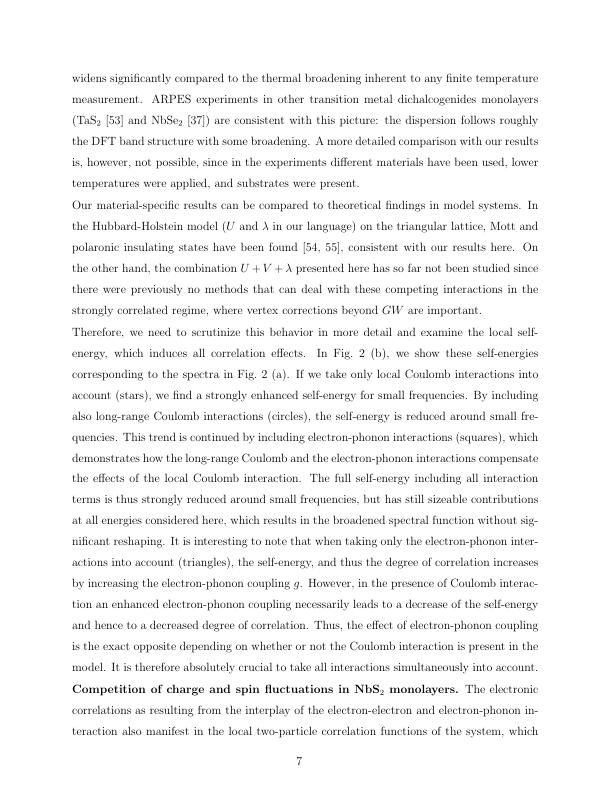 widens significantly compared to the thermal broadening inherent to any finite temperature
measurement. ARPES experiments in other transition metal dichalcogenides monolayers
(TaS₂ [53] and NbSe₂ [37]) are consistent with this picture: the dispersion follows roughly
the DFT band structure with some broadening. A more detailed comparison with our results
is, however, not possible, since in the experiments different materials have been used, lower
temperatures were applied, and substrates were present.
Our material-specific results can be compared to theoretical findings in model systems. In
the Hubbard-Holstein model (U and λ in our language) on the triangular lattice, Mott and
polaronic insulating states have been found [54, 55], consistent with our results here. On
the other hand, the combination U + V + λ presented here has so far not been studied since
there were previously no methods that can deal with these competing interactions in the
strongly correlated regime, where vertex corrections beyond GW are important.
Therefore, we need to scrutinize this behavior in more detail and examine the local self-
energy, which induces all correlation effects. In Fig. 2 (b), we show these self-energies
corresponding to the spectra in Fig. 2 (a). If we take only local Coulomb interactions into
account (stars), we find a strongly enhanced self-energy for small frequencies. By including
also long-range Coulomb interactions (circles), the self-energy is reduced around small fre-
quencies. This trend is continued by including electron-phonon interactions (squares), which
demonstrates how the long-range Coulomb and the electron-phonon interactions compensate
the effects of the local Coulomb interaction. The full self-energy including all interaction
terms is thus strongly reduced around small frequencies, but has still sizeable contributions
at all energies considered here, which results in the broadened spectral function without sig-
nificant reshaping. It is interesting to note that when taking only the electron-phonon inter-
actions into account (triangles), the self-energy, and thus the degree of correlation increases
by increasing the electron-phonon coupling g. However, in the presence of Coulomb interac-
tion an enhanced electron-phonon coupling necessarily leads to a decrease of the self-energy
and hence to a decreased degree of correlation. Thus, the effect of electron-phonon coupling
is the exact opposite depending on whether or not the Coulomb interaction is present in the
model. It is therefore absolutely crucial to take all interactions simultaneously into account.
Competition of charge and spin fluctuations in NbS₂ monolayers. The electronic
correlations as resulting from the interplay of the electron-electron and electron-phonon in-
teraction also manifest in the local two-particle correlation functions of the system, which
7